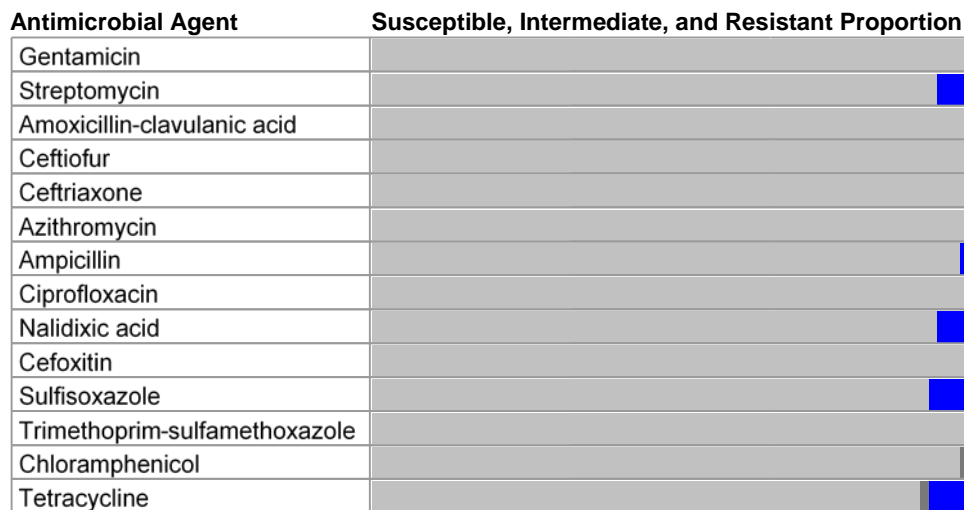 Antimicrobial Agent Susceptible, Intermediate, and Resistant Proportion
Gentamicin
Streptomycin
Amoxicillin-clavulanic acid
Ceftiofur
Ceftriaxone
Azithromycin
Ampicillin
Ciprofloxacin
Nalidixic acid
Cefoxitin
Sulfisoxazole
Trimethoprim-sulfamethoxazole
Chloramphenicol
Tetracycline